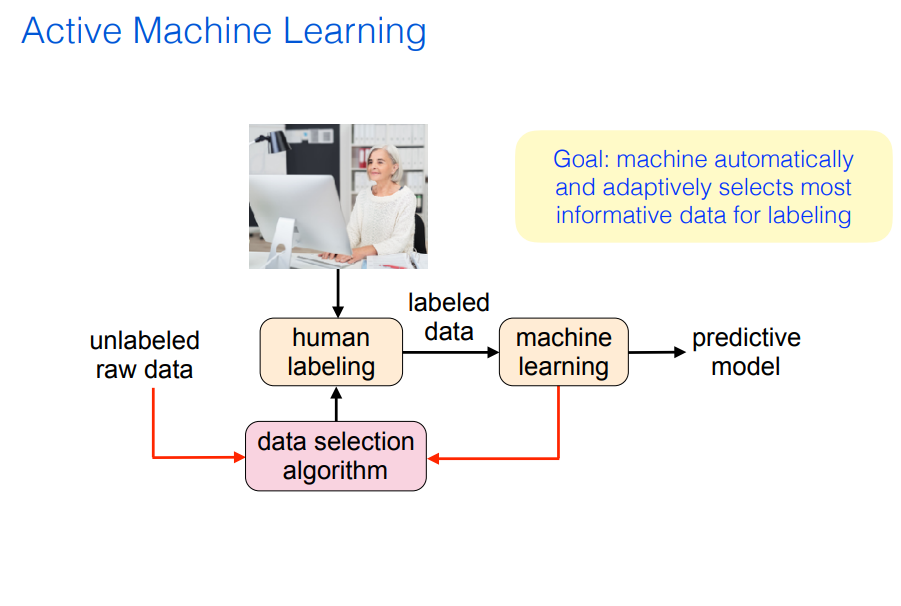 Active Machine Learning
Goal: machine automatically
and adaptively selects most
informative data for labeling
labeled
data
unlabeled
raw data
human
labeling
machine
learning
predictive
model
data selection
algorithm